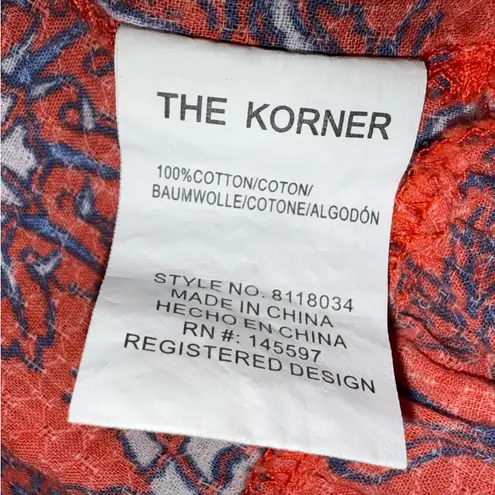 THE KORNER
100%COTTON/COTON/
BAUMWOLLE/COTONE/ALGODÓN
STYLE NO. 8118034
MADE IN CHINA
HECHO EN CHINA
RN #: 145597
REGISTERED DESIGN